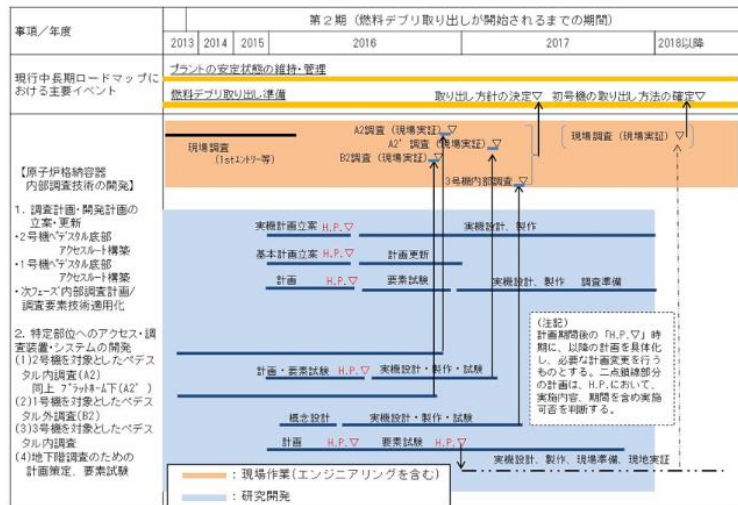 事項／年度
第２期（燃料デブリ取り出しが開始されるまでの期間）
2013
2014
2015
2016
2017
2018以降
現行中長期ロードマップに
おける主要イベント
プラントの安定状態の維持・管理
燃料デブリ取り出し準備
取り出し方針の決定▽
初号機の取り出し方法の確定▽
【原子炉格納容器
内部調査技術の開発】
現場調査
(1stエントリー等)
A2調査（現場実証）▽
A2’調査（現場実証）▽
B2調査（現場実証）▽
3号機内部調査▽
現場調査（現場実証）▽
1. 調査計画・開発計画の
立案・更新
・2号機ペデスタル底部
アクセスルート構築
・1号機ペデスタル底部
アクセスルート構築
・次フェーズ内部調査計画/
調査要素技術適用化
実機計画立案 H.P.▽
実機設計、製作
基本計画立案 H.P.▽
計画更新
計画 H.P.▽
要素試験
実機設計、製作 調査準備
2. 特定部位へのアクセス・調
査装置・システムの開発
(1)2号機を対象としたペデス
タル内調査(A2)
同上 プラットホーム下(A2’)
(2)1号機を対象としたペデス
タル外調査(B2)
(3)3号機を対象としたペデス
タル内調査
(4)地下階調査のための
計画策定、要素試験
計画・要素試験 H.P.▽
実機設計・製作・試験
概念設計
実機設計・製作・試験
計画 H.P.▽
要素試験 H.P.▽
実機設計、製作、現場準備、現地実証
(注記)
計画期間後の「H.P.▽」時
期に、以降の計画を具体化
し、必要な計画変更を行う
ものとする。二点鎖線部分
の計画は、H.P.において、
実施内容、期間を含め実施
可否を判断する。
：現場作業(エンジニアリングを含む)
：研究開発